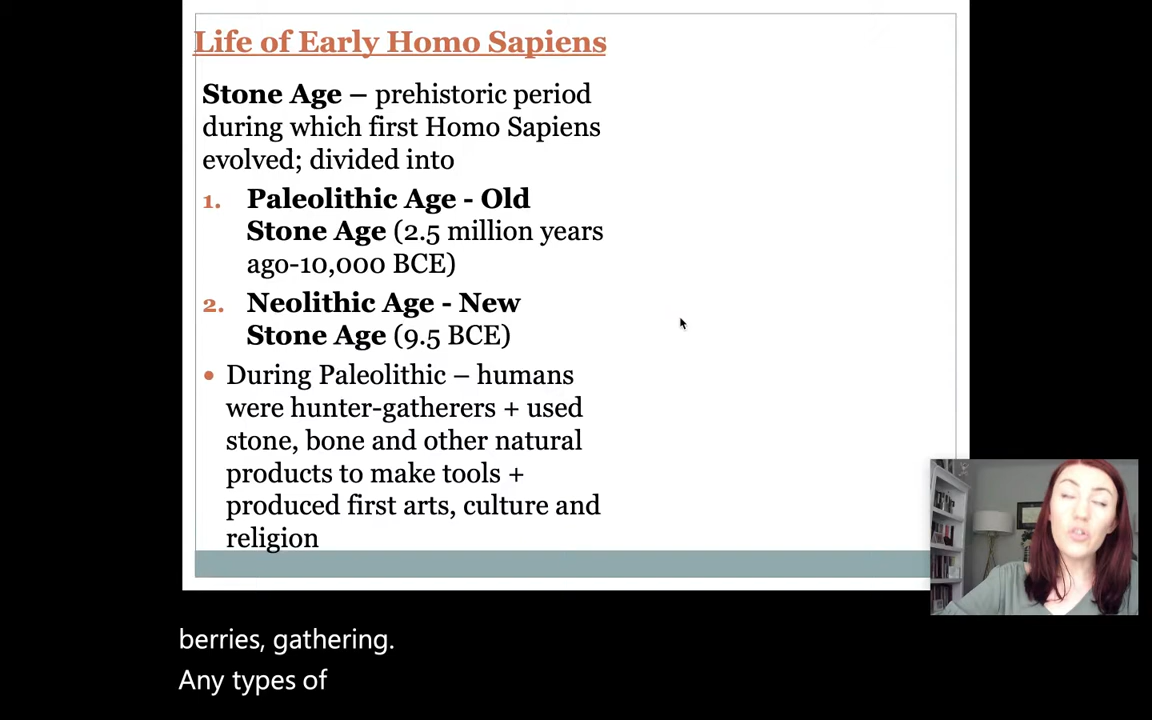 Life of Early Homo Sapiens
Stone Age – prehistoric period
during which first Homo Sapiens
evolved; divided into
1. Paleolithic Age - Old
Stone Age (2.5 million years
ago-10,000 BCE)
2. Neolithic Age - New
Stone Age (9.5 BCE)
• During Paleolithic – humans
were hunter-gatherers + used
stone, bone and other natural
products to make tools +
produced first arts, culture and
religion
berries, gathering.
Any types of